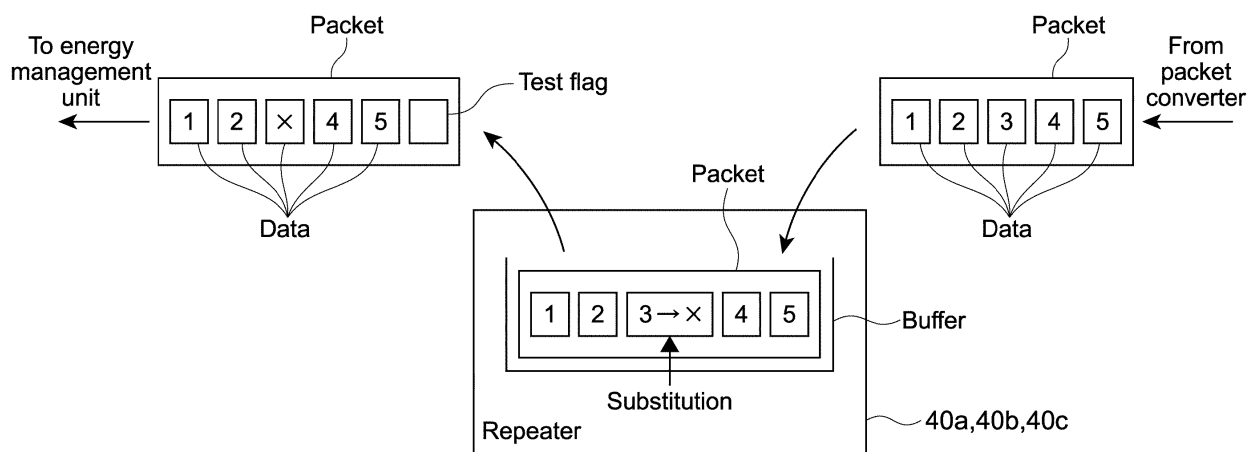 To energy
management
unit
Packet
1 2 × 4 5
Test flag
Data
Packet
From
packet
converter
1 2 3 4 5
Data
Packet
1 2 3→× 4 5
Buffer
Substitution
Repeater
40a,40b,40c